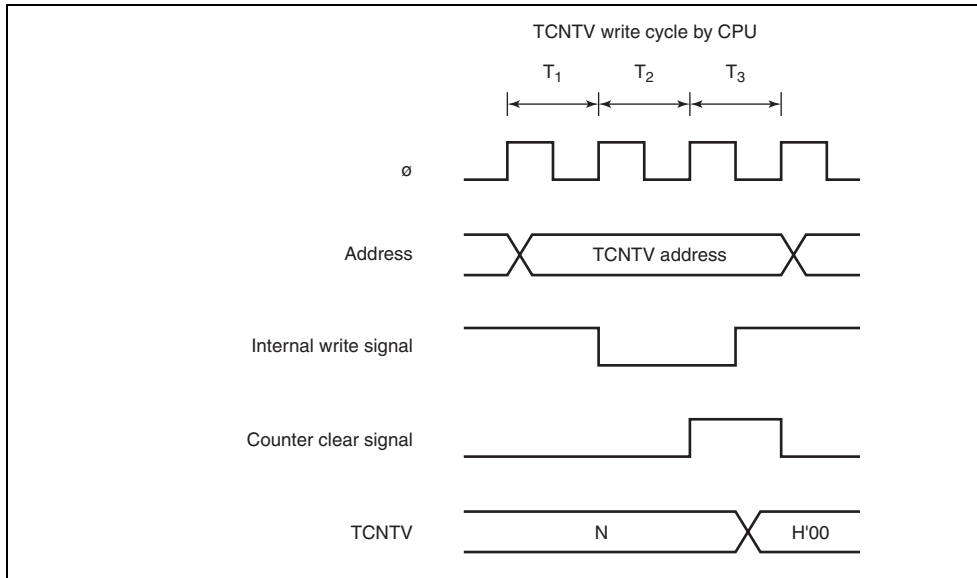 TCNTV write cycle by CPU
T1 T2 T3
ø
Address TCNTV address
Internal write signal
Counter clear signal
TCNTV N H'00